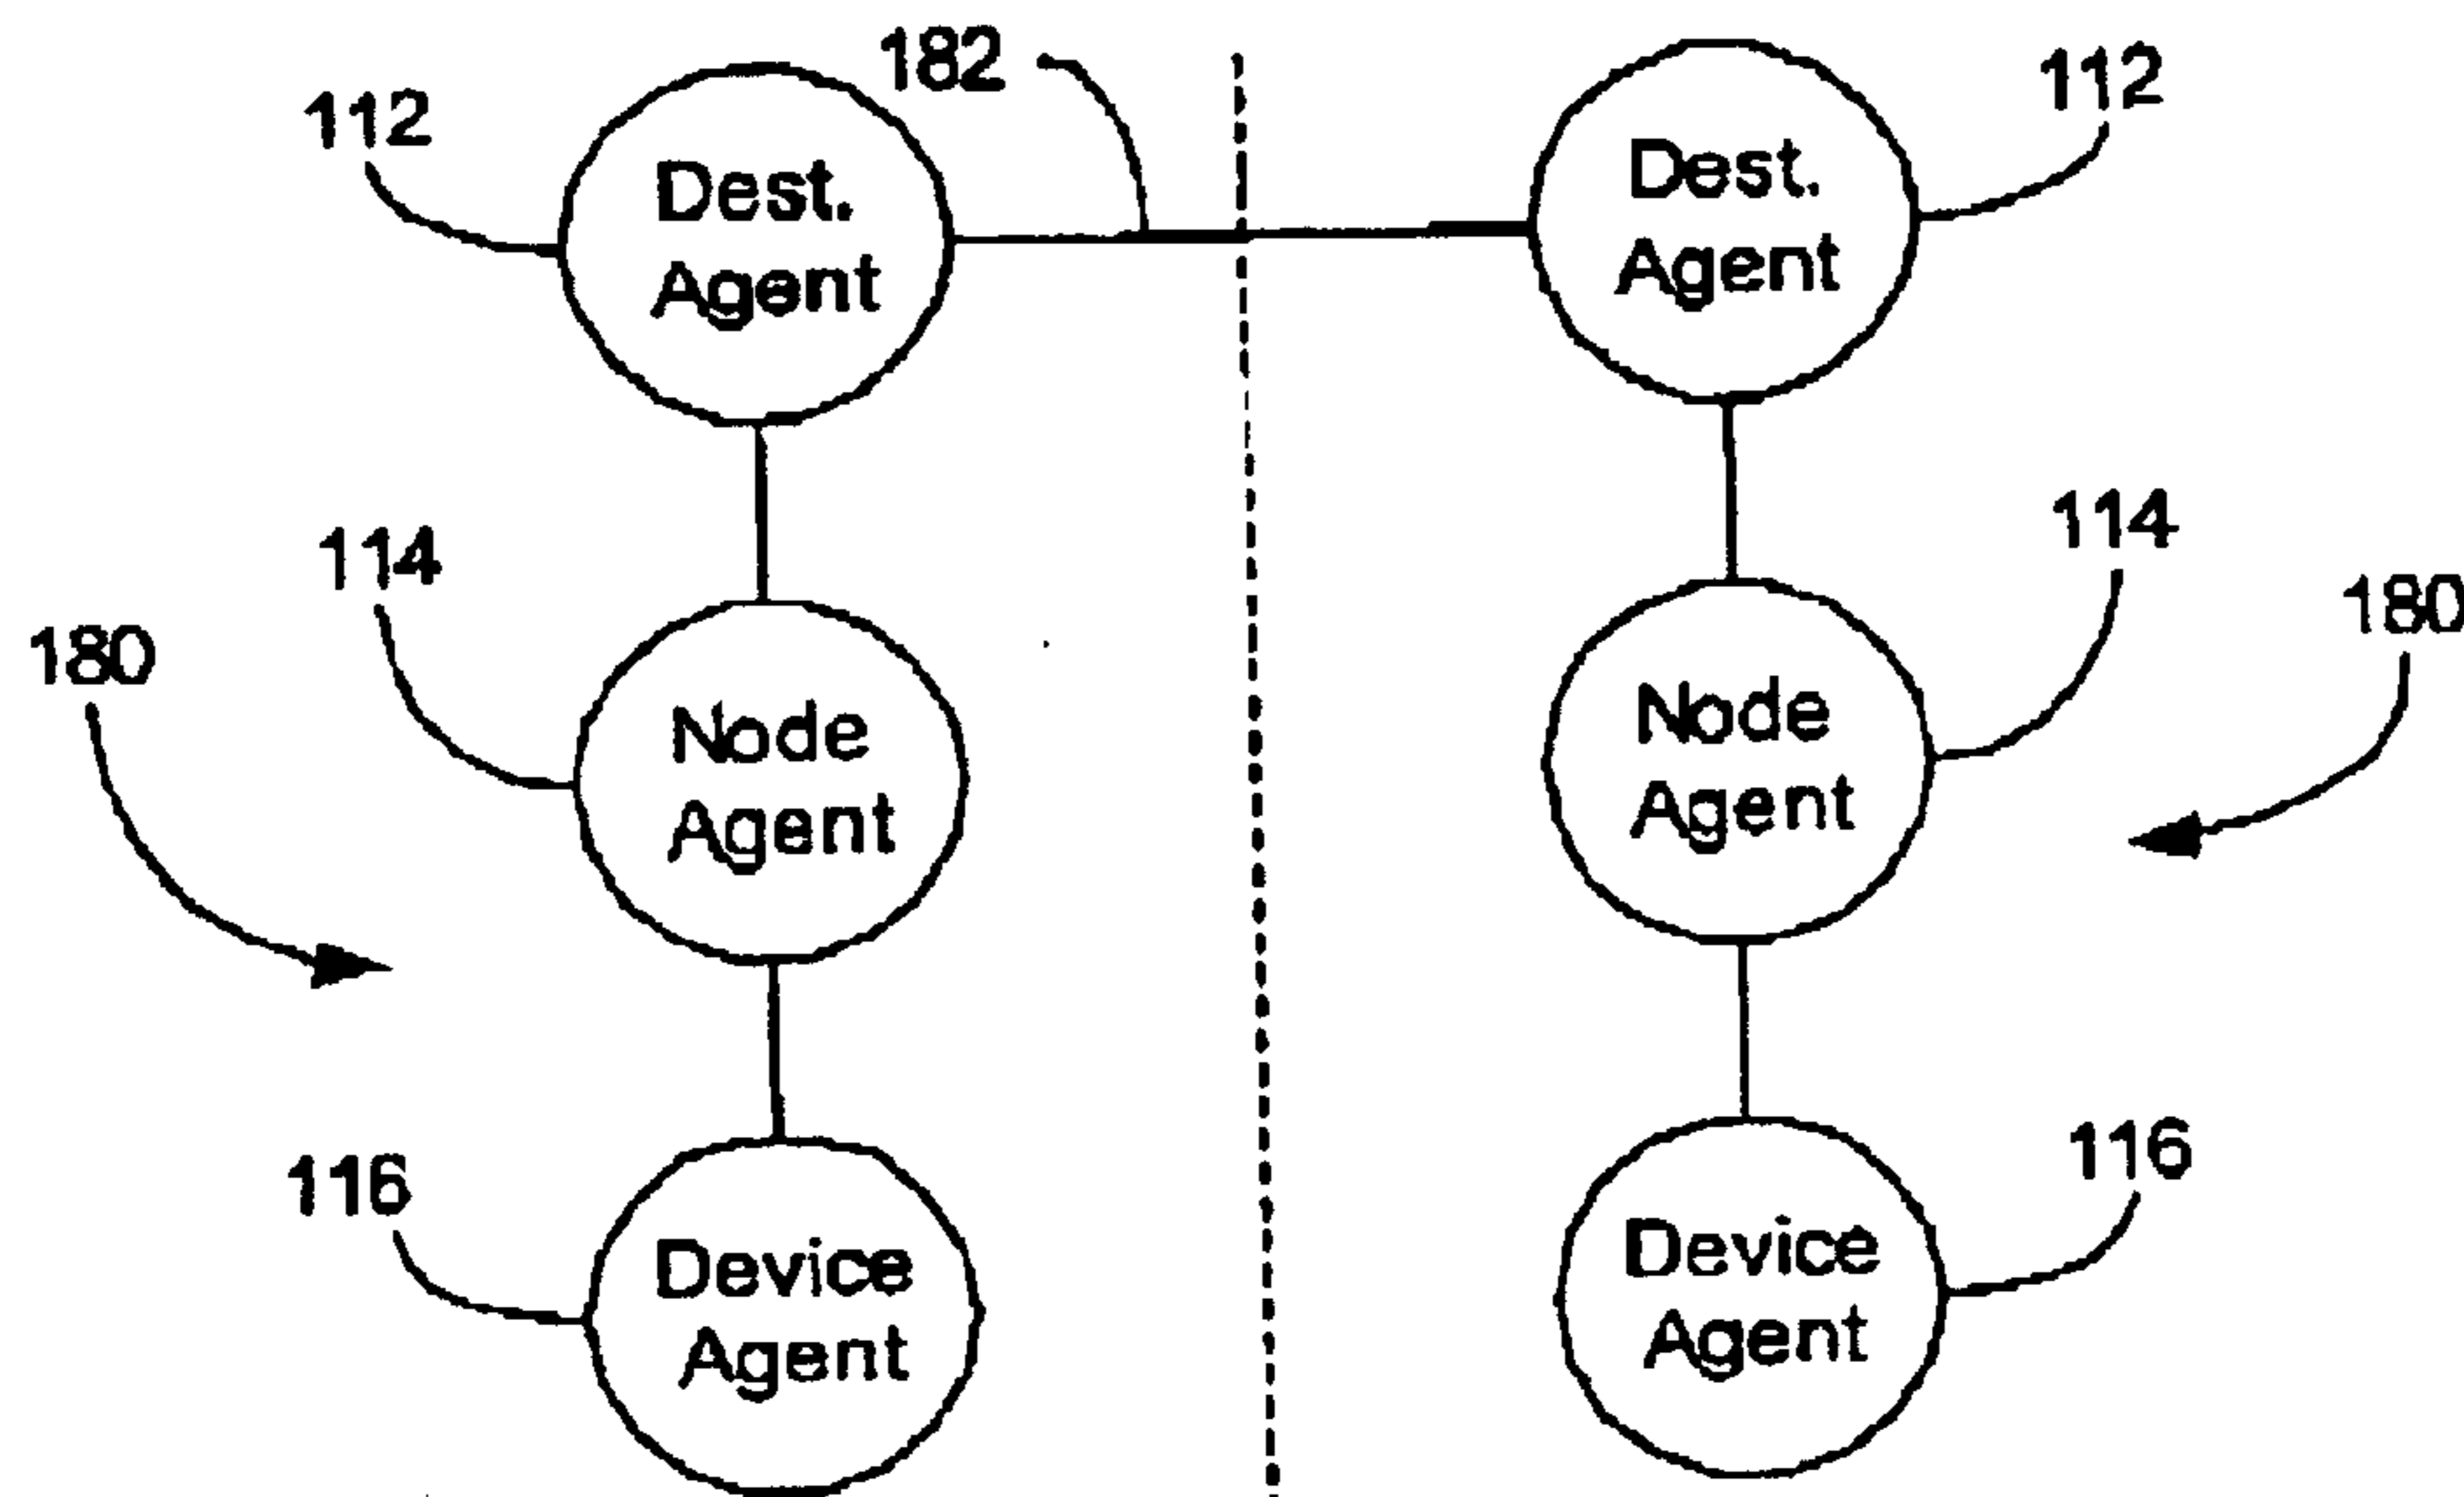 182
112
112
Dest.
Agent
Dest.
Agent
114
114
180
180
Node
Agent
Node
Agent
116
116
Device
Agent
Device
Agent